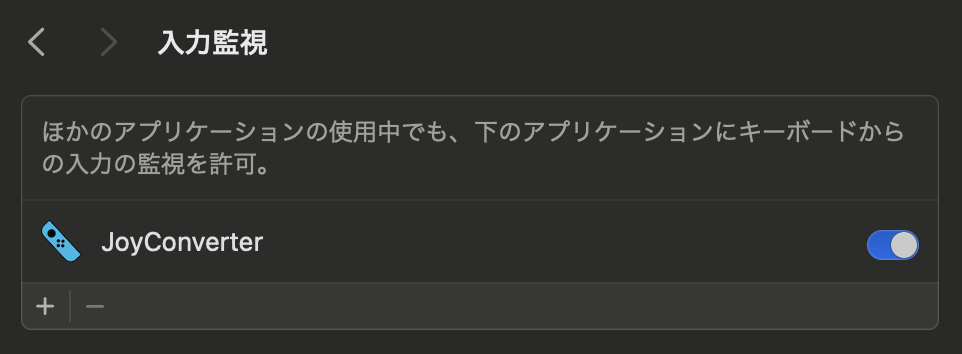 入力監視
ほかのアプリケーションの使用中でも、下のアプリケーションにキーボードから
の入力の監視を許可。
JoyConverter